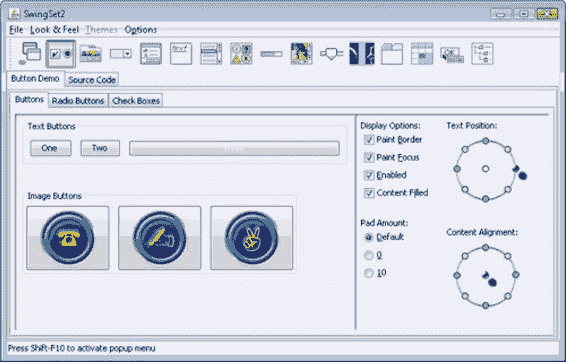 SwingSet2
File Look & Feel Themes Options
Button Demo Source Code
Buttons Radio Buttons Check Boxes
Text Buttons
One Two
Display Options:
Paint Border
Paint Focus
Enabled
Content Filled
Text Position:
Image Buttons
Pad Amount:
Default
0
10
Content Alignment:
Press Shift-F10 to activate popup menu